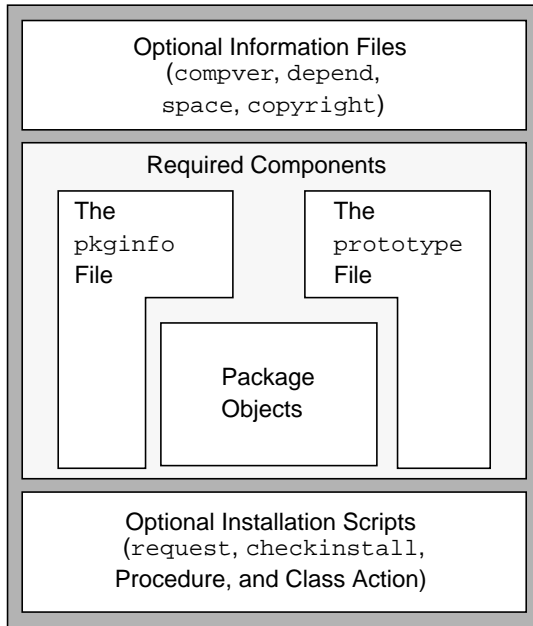 Optional Information Files
(compver, depend,
space, copyright)
Required Components
The
pkginfo
File
The
prototype
File
Package
Objects
Optional Installation Scripts
(request, checkinstall,
Procedure, and Class Action)